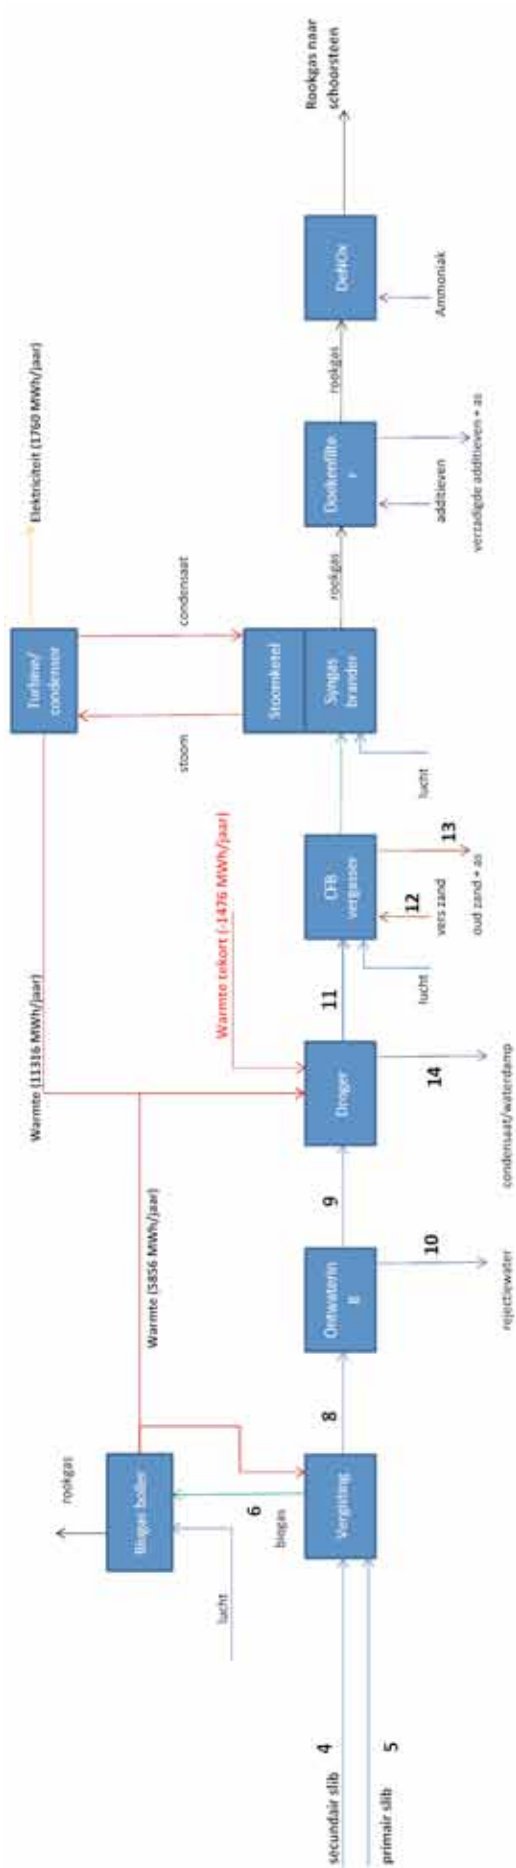 secundair slib
4
primair slib
5
Vergisting
6
biogas
lucht
Biogas boiler
rookgas
8
Ontwaterin
g
10
rejectiewater
9
Warmte (5856 MWh/jaar)
Warmte (11316 MWh/jaar)
Droger
14
condensaat/waterdamp
Warmte tekort (-1476 MWh/jaar)
11
lucht
CFB
vergasser
12
vers zand
13
oud zand + as
stoom
condensaat
Turbine/
condensor
Elektriciteit (1760 MWh/jaar)
Stoomketel
Syngas
brander
lucht
rookgas
Doekenfilte
r
additieven
verzadigde additieven + as
rookgas
DeNOx
Ammoniak
Rookgas naar
schoorsteen